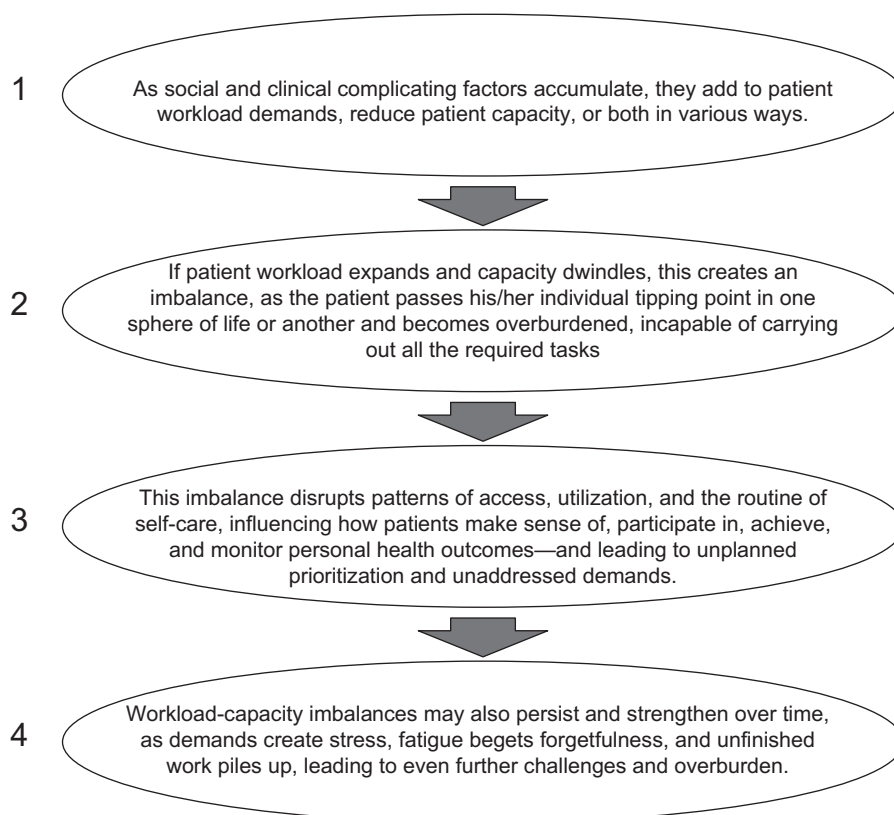 1
As social and clinical complicating factors accumulate, they add to patient
workload demands, reduce patient capacity, or both in various ways.
2
If patient workload expands and capacity dwindles, this creates an
imbalance, as the patient passes his/her individual tipping point in one
sphere of life or another and becomes overburdened, incapable of carrying
out all the required tasks
3
This imbalance disrupts patterns of access, utilization, and the routine of
self-care, influencing how patients make sense of, participate in, achieve,
and monitor personal health outcomes—and leading to unplanned
prioritization and unaddressed demands.
4
Workload-capacity imbalances may also persist and strengthen over time,
as demands create stress, fatigue begets forgetfulness, and unfinished
work piles up, leading to even further challenges and overburden.